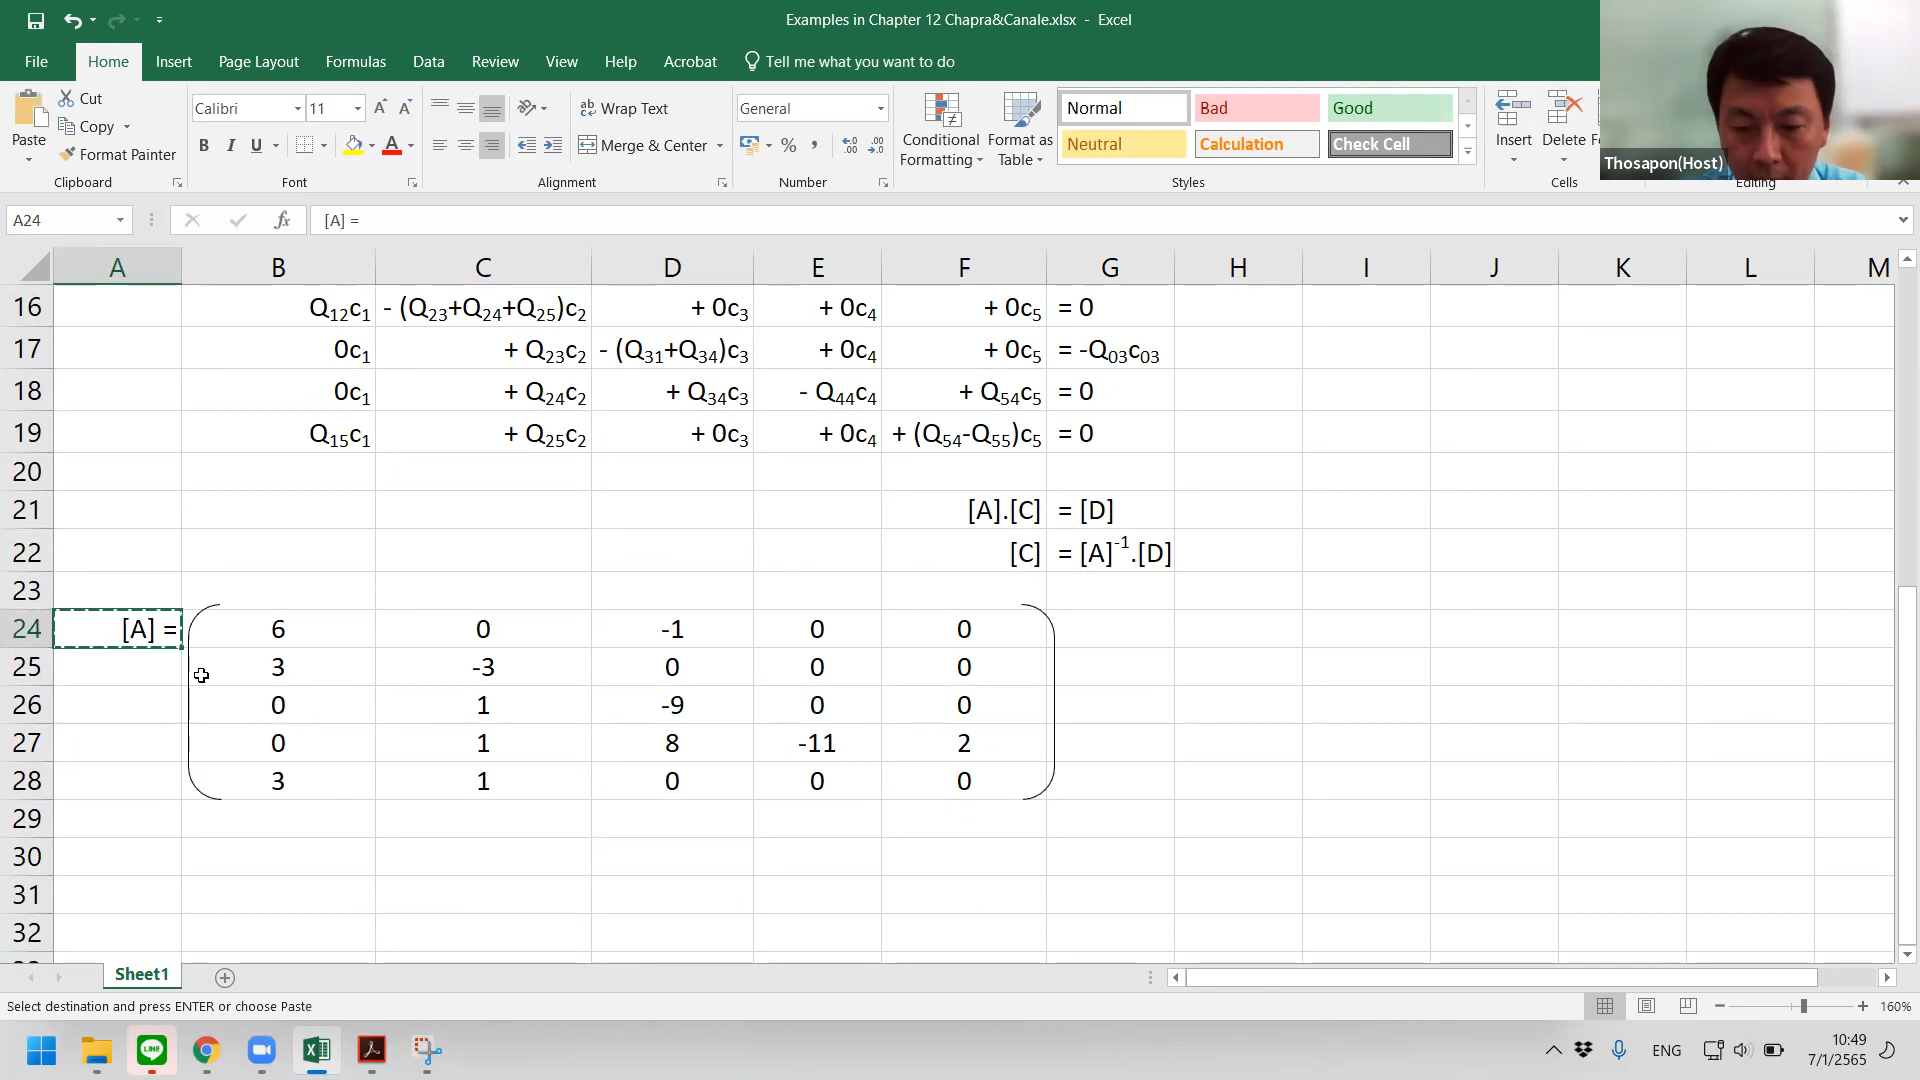 Examples in Chapter 12 Chapra&Canale.xlsx - Excel
File Home Insert Page Layout Formulas Data Review View Help Acrobat Tell me what you want to do
Paste Cut Copy Format Painter
Calibri 11 Wrap Text Merge & Center
General
Conditional Formatting Format as Table
Normal Bad Good
Neutral Calculation Check Cell
Insert Delete
Thosapon(Host)
Clipboard Font Alignment Number Styles Cells Editing
A24 fx [A] =
A B C D E F G H I J K L M
16 Q₁₂c₁ - (Q₂₃+Q₂₄+Q₂₅)c₂ + 0c₃ + 0c₄ + 0c₅ = 0
17 0c₁ + Q₂₃c₂ - (Q₃₁+Q₃₄)c₃ + 0c₄ + 0c₅ = -Q₀₃c₀₃
18 0c₁ + Q₂₄c₂ + Q₃₄c₃ - Q₄₄c₄ + Q₅₄c₅ = 0
19 Q₁₅c₁ + Q₂₅c₂ + 0c₃ + 0c₄ + (Q₅₄-Q₅₅)c₅ = 0
20
21 [A].[C] = [D]
22 [C] = [A]⁻¹.[D]
23
24 [A] = 6 0 -1 0 0
25 3 -3 0 0 0
26 0 1 -9 0 0
27 0 1 8 -11 2
28 3 1 0 0 0
29
30
31
32
Sheet1
Select destination and press ENTER or choose Paste
160%
LINE
ENG
10:49
7/1/2565